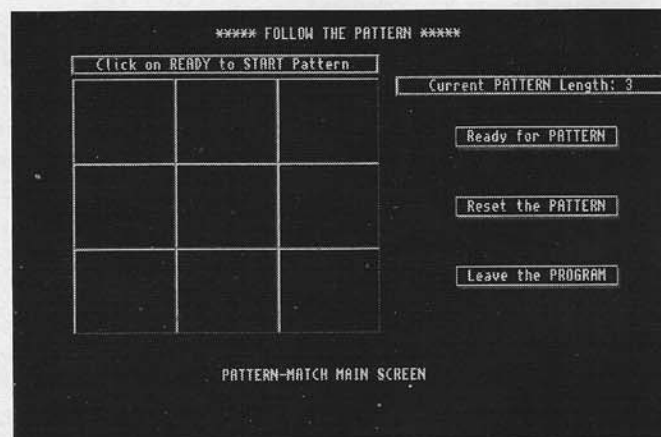 ***** FOLLOW THE PATTERN *****
Click on READY to START Pattern
Current PATTERN Length: 3
Ready for PATTERN
Reset the PATTERN
Leave the PROGRAM
PATTERN-MATCH MAIN SCREEN